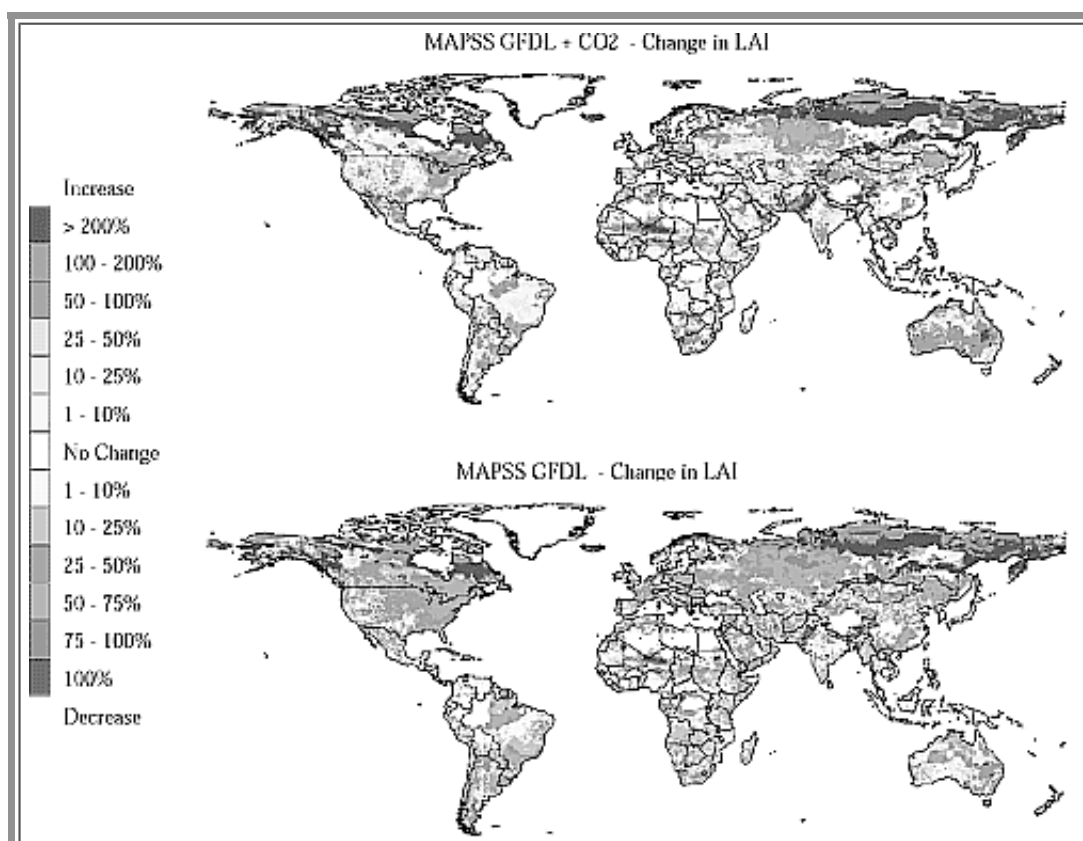 MAPSS GFDL + CO2 - Change in LAI
Increase
> 200%
100 - 200%
50 - 100%
25 - 50%
10 - 25%
1 - 10%
No Change
1 - 10%
10 - 25%
25 - 50%
50 - 75%
75 - 100%
100%
Decrease
MAPSS GFDL - Change in LAI